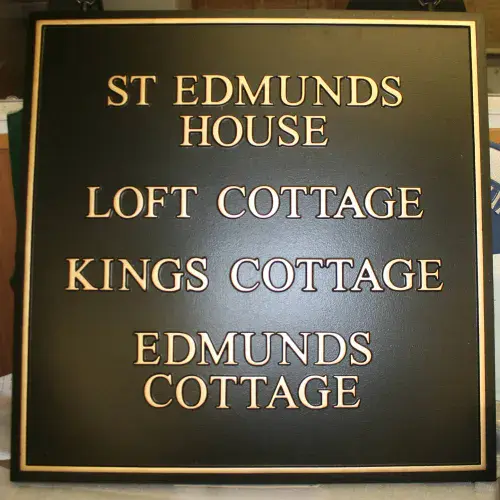 ST EDMUNDS
HOUSE
LOFT COTTAGE
KINGS COTTAGE
EDMUNDS
COTTAGE